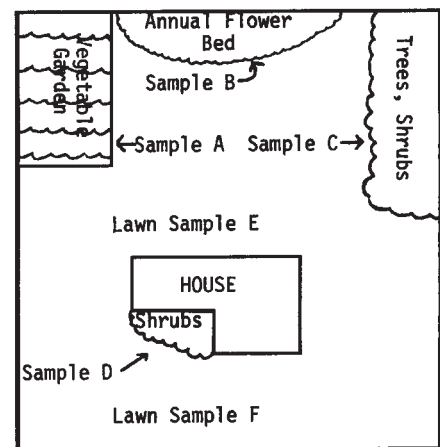 Annual Flower
Bed
Vegetable
Garden
Sample B
Trees, Shrubs
Sample A
Sample C
Lawn Sample E
HOUSE
Shrubs
Sample D
Lawn Sample F